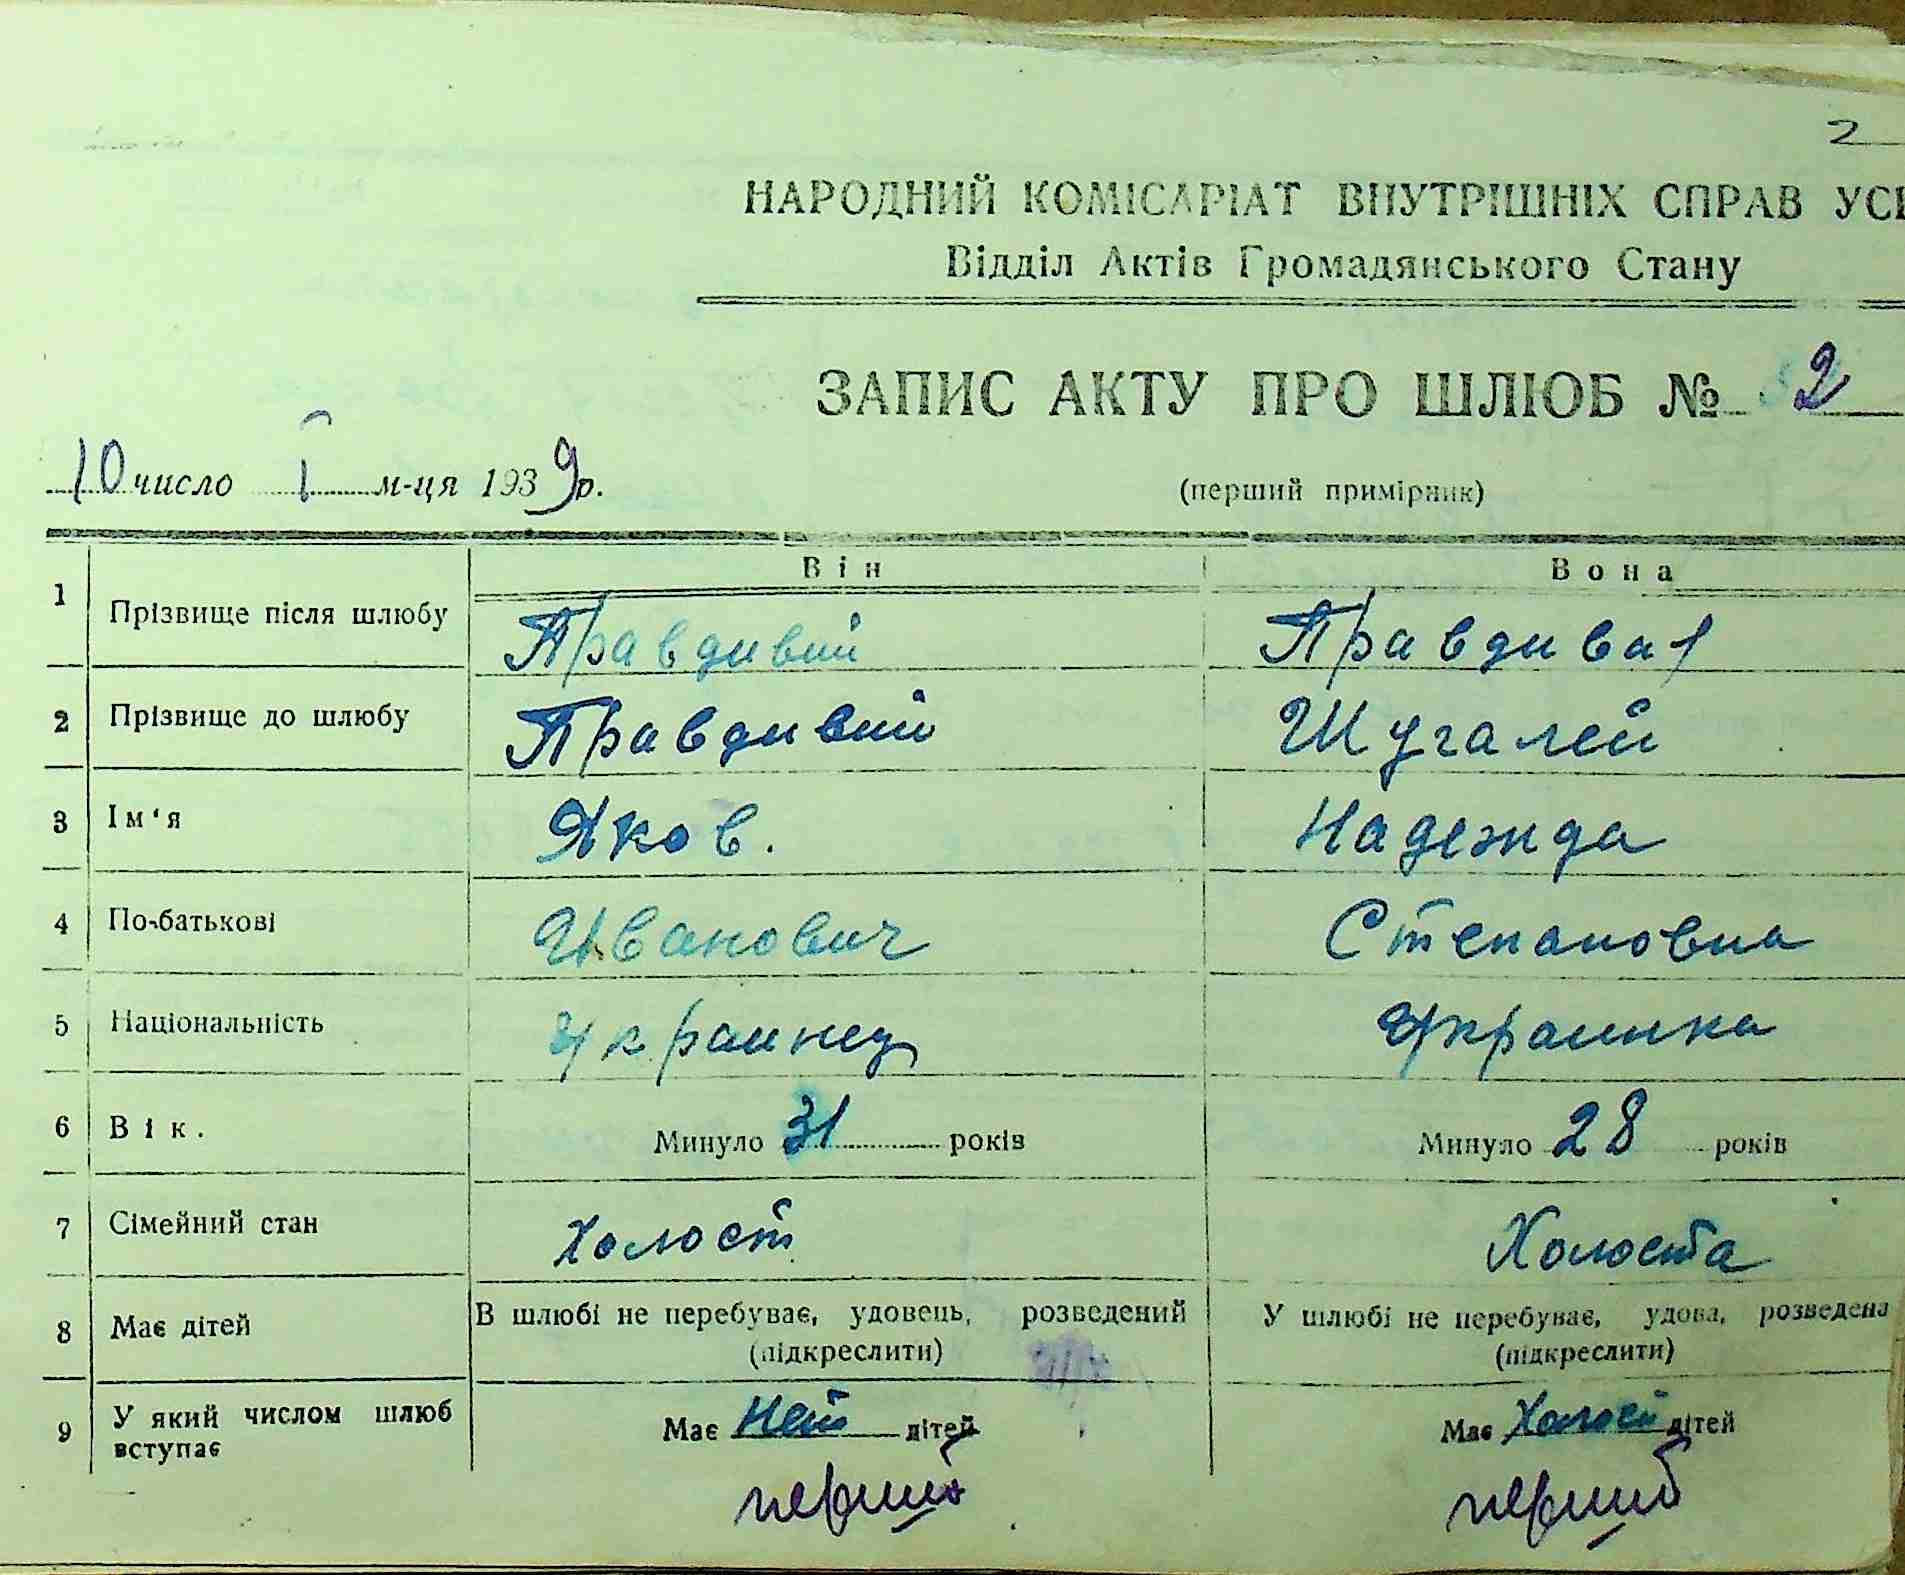 2
НАРОДНИЙ КОМІСАРІАТ ВНУТРІШНІХ СПРАВ
Відділ Актів Громадянського Стану
ЗАПИС АКТУ ПРО ШЛЮБ № 2
10 число I м-ця 1939 р.
(перший примірник)
Він Вона
1 Прізвище після шлюбу Правдивий Правдивая
2 Прізвище до шлюбу Правдивий Шугалей
3 Ім'я Яков. Надежда
4 По-батькові Иванович Степановна
5 Національність Украинец Украинка
6 Вік. Минуло 31 років Минуло 28 років
7 Сімейний стан Холост Холоста
8 Має дітей В шлюбі не перебуває, удовець, розведений У шлюбі не перебуває, удова, розведена
(підкреслити) (підкреслити)
9 У який числом шлюб вступає Має Нет дітей Має Холост дітей
перший перший